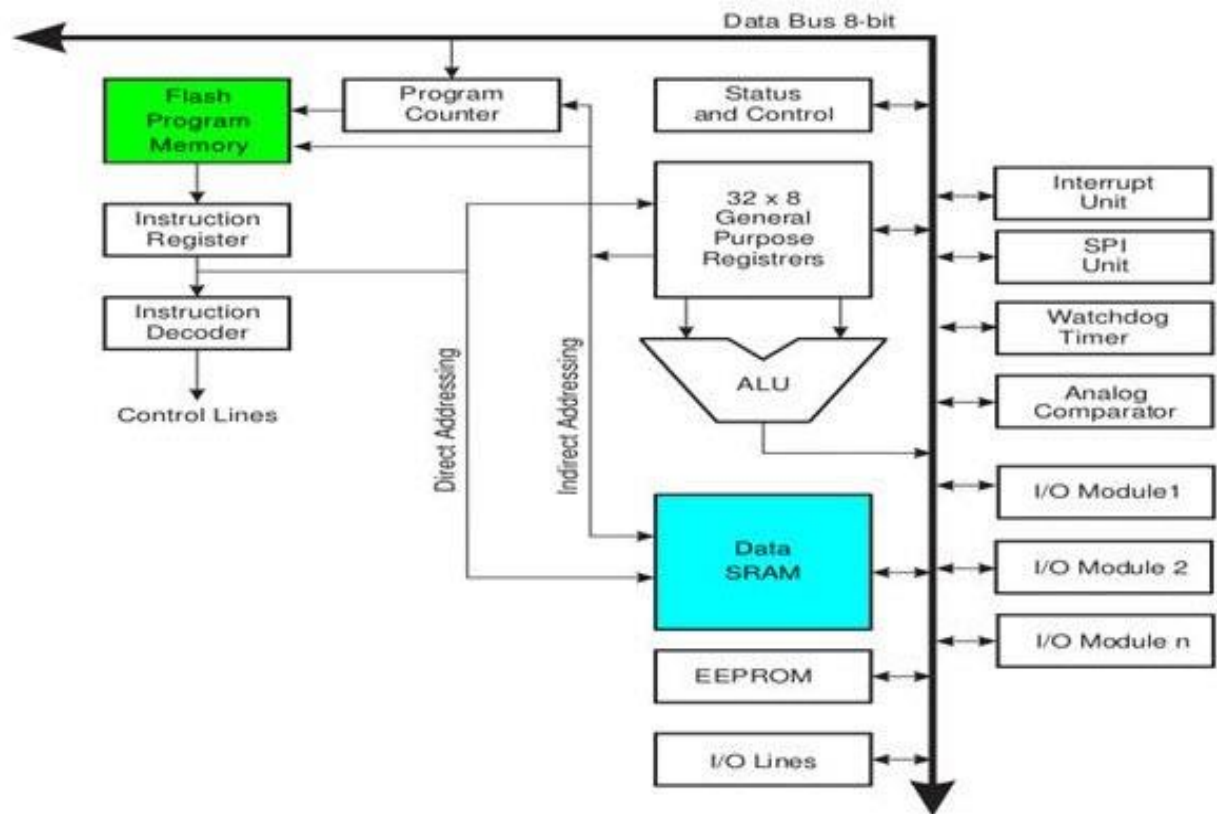 Data Bus 8-bit
Flash
Program
Memory
Program
Counter
Status
and Control
32 x 8
General
Purpose
Registrers
Interrupt
Unit
Instruction
Register
SPI
Unit
Instruction
Decoder
Watchdog
Timer
ALU
Analog
Comparator
Control Lines
Direct Addressing
Indirect Addressing
I/O Module1
Data
SRAM
I/O Module 2
I/O Module n
EEPROM
I/O Lines